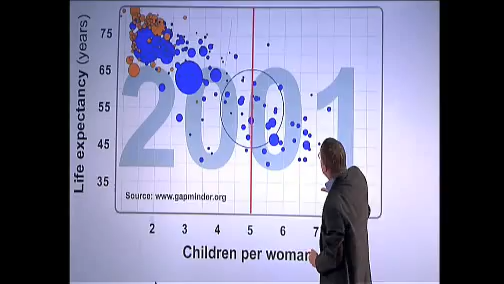 Life expectancy (years)
75
65
55
45
35
2001
Source: www.gapminder.org
2 3 4 5 6 7
Children per woman